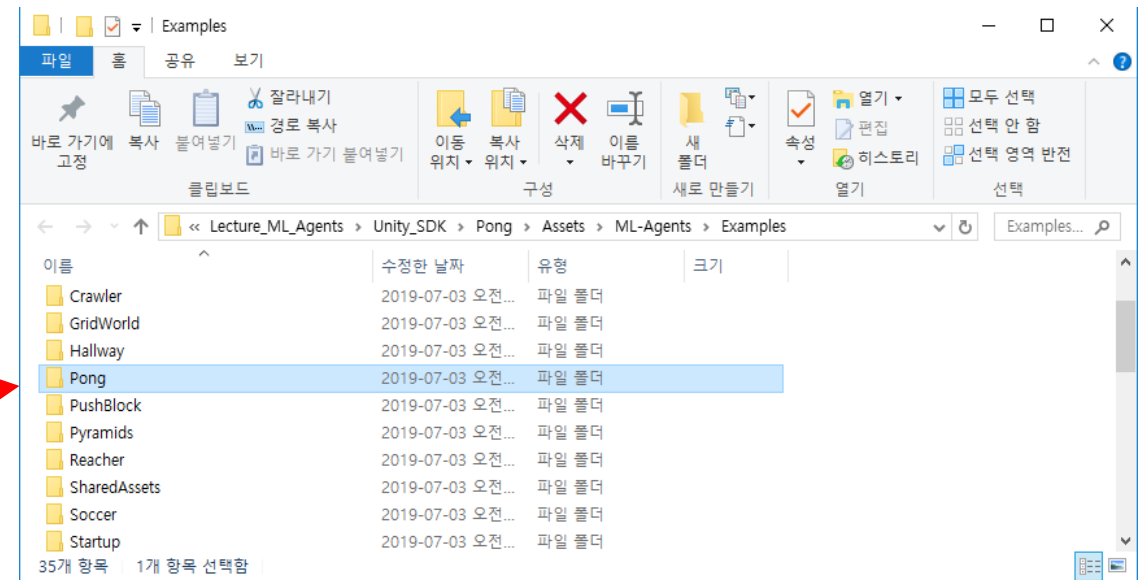 Examples
파일 홈 공유 보기
바로 가기에 고정
복사
붙여넣기
잘라내기
경로 복사
바로 가기 붙여넣기
클립보드
이동 위치
복사 위치
삭제
이름 바꾸기
구성
새 폴더
새로 만들기
속성
열기
편집
히스토리
열기
모두 선택
선택 안 함
선택 영역 반전
선택
« Lecture_ML_Agents > Unity_SDK > Pong > Assets > ML-Agents > Examples
Examples...
이름 수정한 날짜 유형 크기
Crawler 2019-07-03 오전... 파일 폴더
GridWorld 2019-07-03 오전... 파일 폴더
Hallway 2019-07-03 오전... 파일 폴더
Pong 2019-07-03 오전... 파일 폴더
PushBlock 2019-07-03 오전... 파일 폴더
Pyramids 2019-07-03 오전... 파일 폴더
Reacher 2019-07-03 오전... 파일 폴더
SharedAssets 2019-07-03 오전... 파일 폴더
Soccer 2019-07-03 오전... 파일 폴더
Startup 2019-07-03 오전... 파일 폴더
35개 항목 1개 항목 선택함